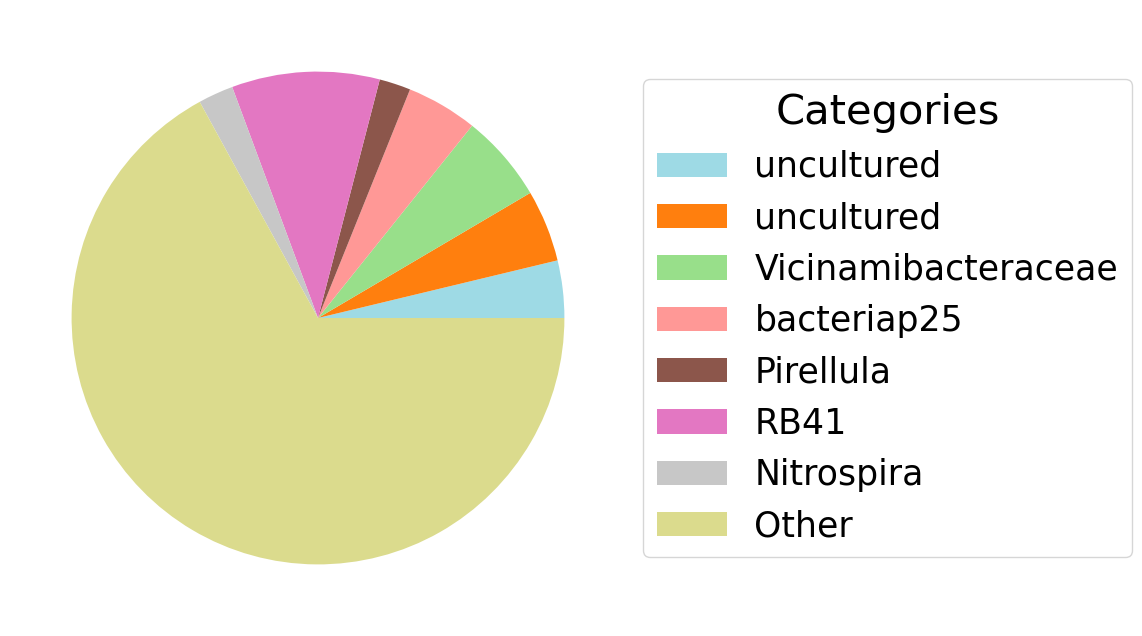 Categories
uncultured
uncultured
Vicinamibacteraceae
bacteriap25
Pirellula
RB41
Nitrospira
Other